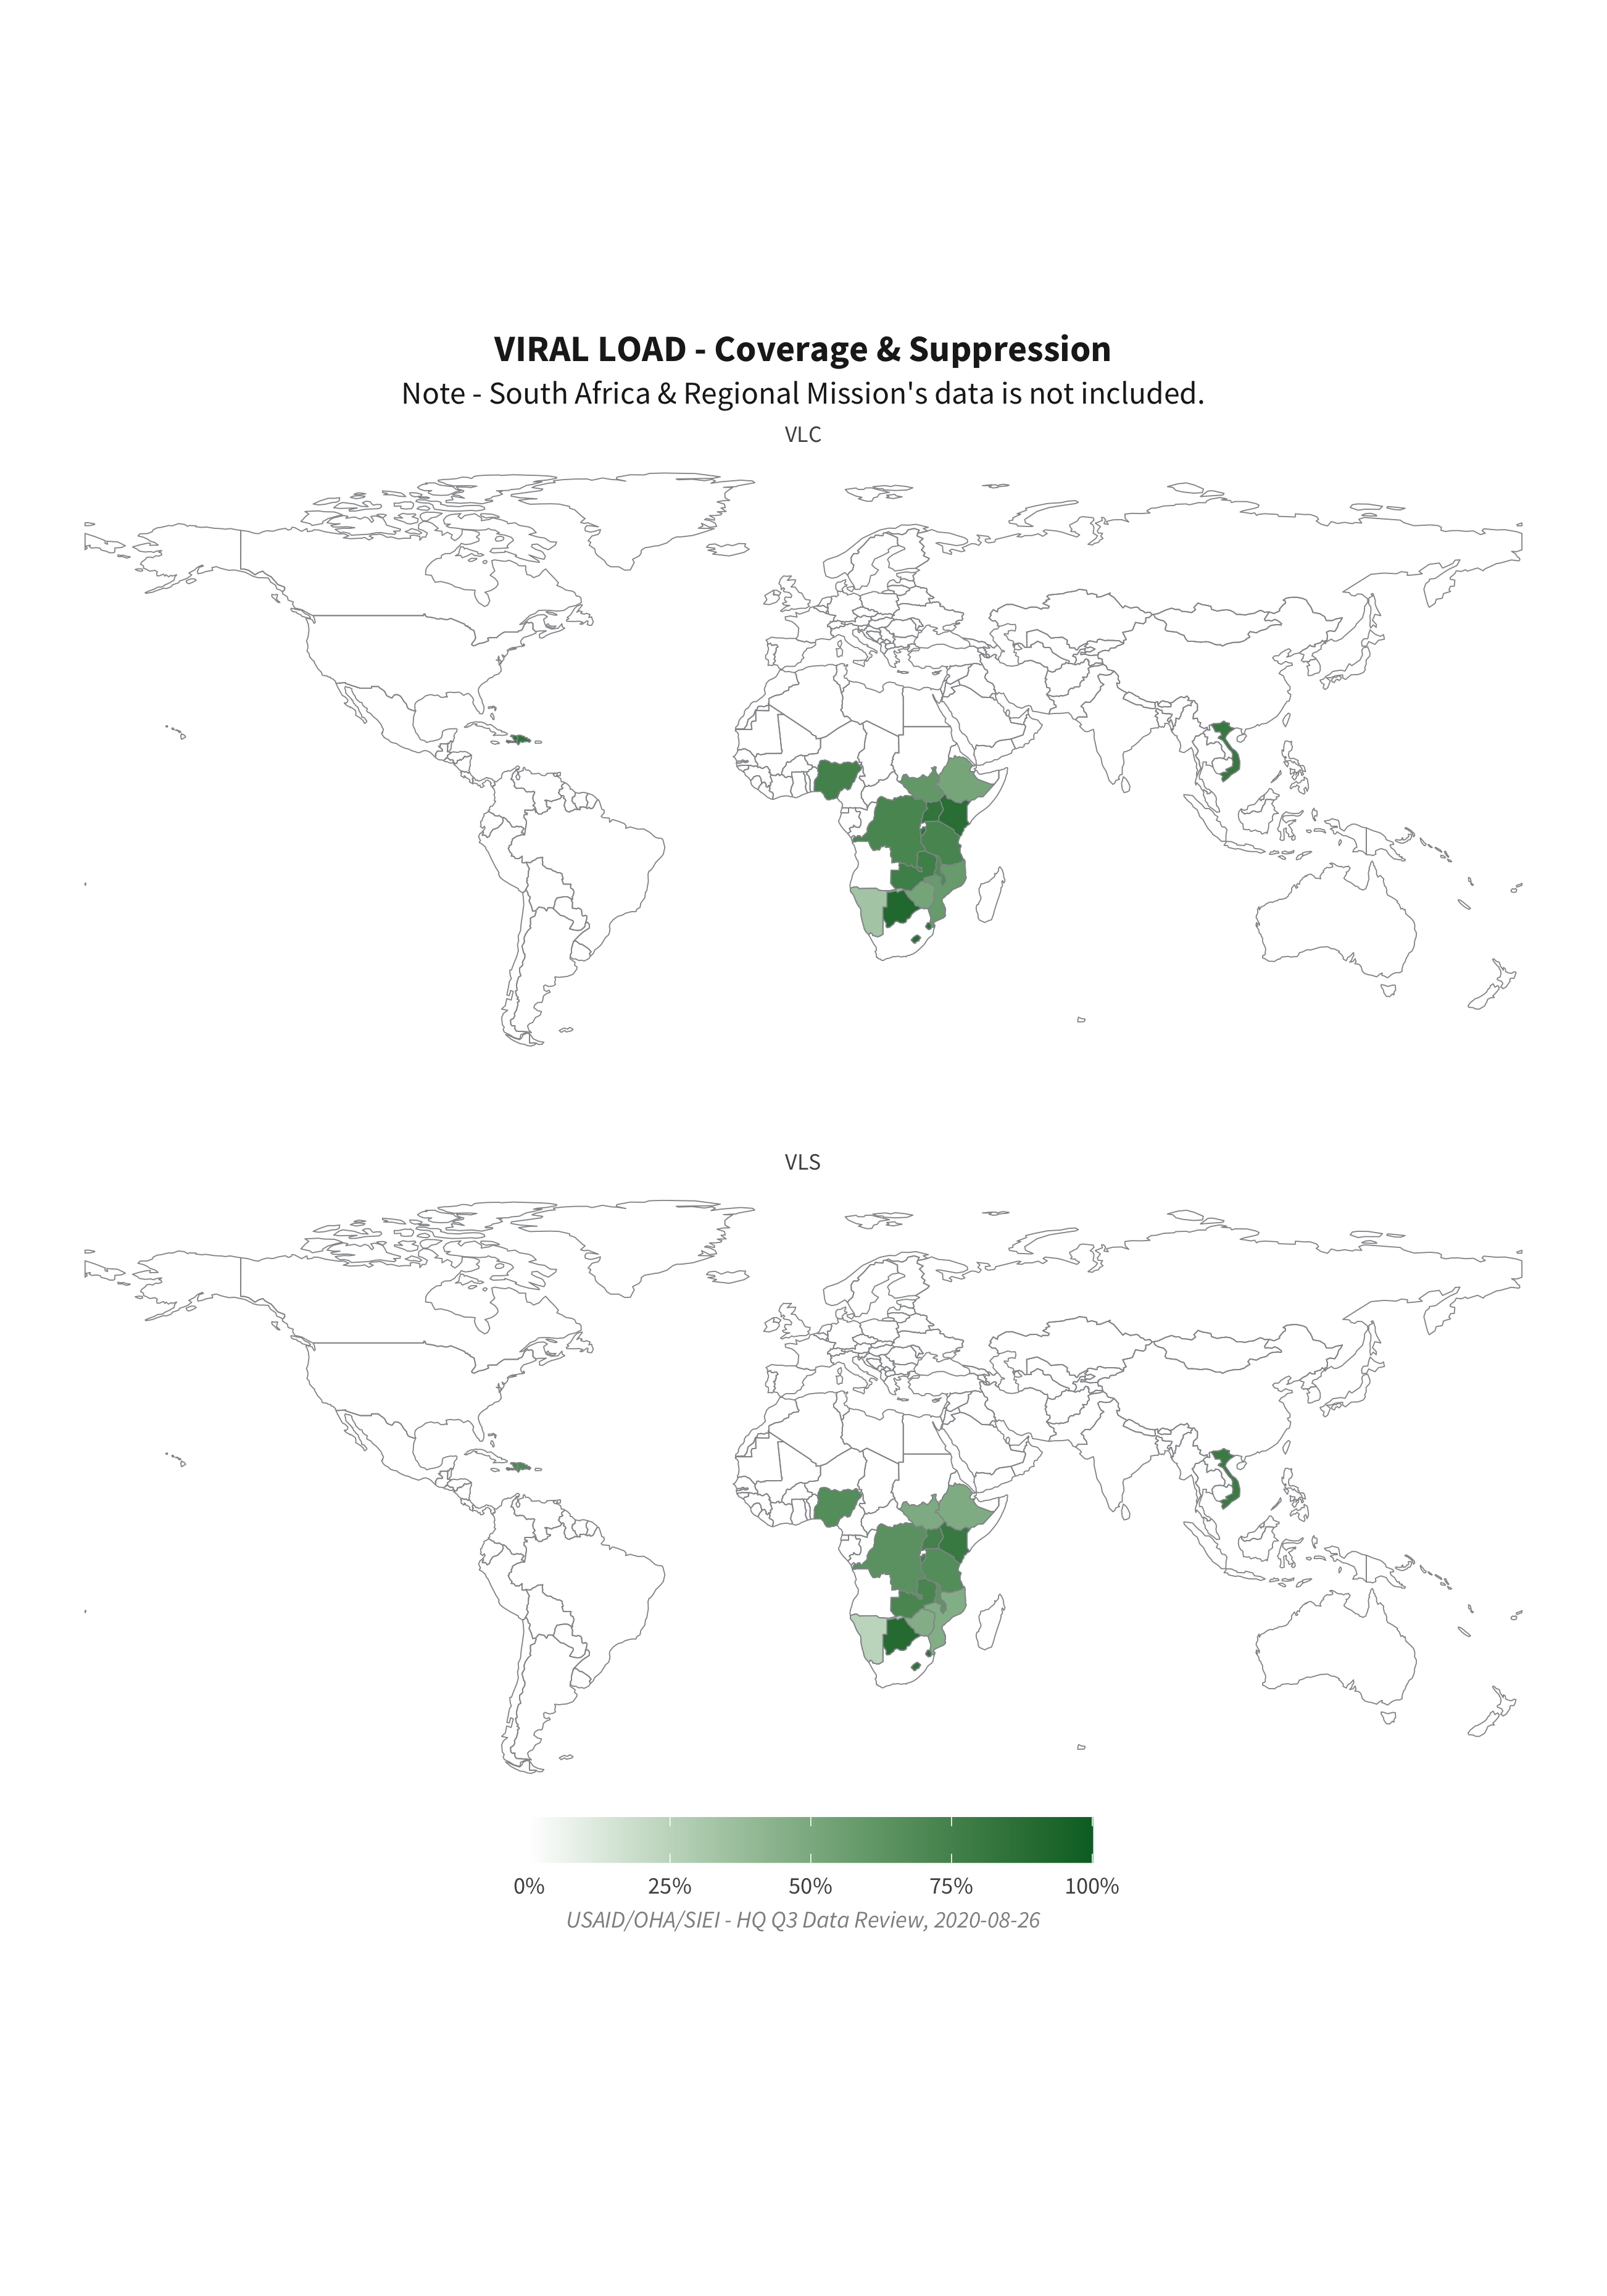 VIRAL LOAD - Coverage & Suppression
Note - South Africa & Regional Mission's data is not included.
VLC
VLS
0% 25% 50% 75% 100%
USAID/OHA/SIEI - HQ Q3 Data Review, 2020-08-26